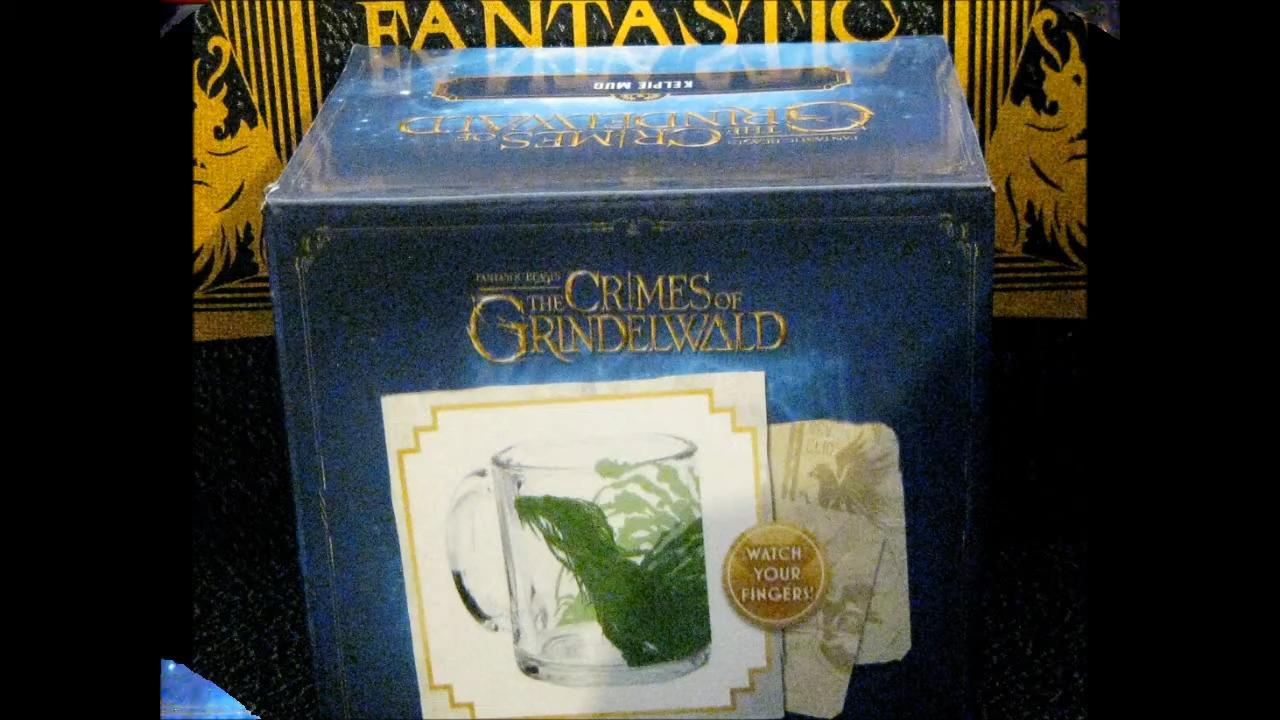 FANTASTIC
KELPIE MUG
FANTASTIC BEASTS
THE CRIMES OF
GRINDELWALD
FANTASTIC BEASTS
THE CRIMES OF
GRINDELWALD
WATCH
YOUR
FINGERS!